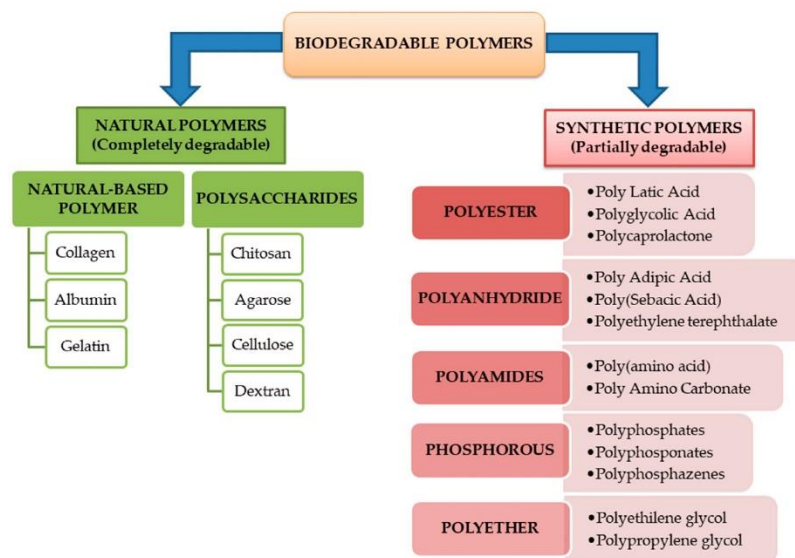 BIODEGRADABLE POLYMERS
NATURAL POLYMERS
(Completely degradable)
NATURAL-BASED
POLYMER
Collagen
Albumin
Gelatin
POLYSACCHARIDES
Chitosan
Agarose
Cellulose
Dextran
SYNTHETIC POLYMERS
(Partially degradable)
POLYESTER
•Poly Latic Acid
•Polyglycolic Acid
•Polycaprolactone
POLYANHYDRIDE
•Poly Adipic Acid
•Poly(Sebacic Acid)
•Polyethylene terephthalate
POLYAMIDES
•Poly(amino acid)
•Poly Amino Carbonate
PHOSPHOROUS
•Polyphosphates
•Polyphosponates
•Polyphosphazenes
POLYETHER
•Polyethilene glycol
•Polypropylene glycol